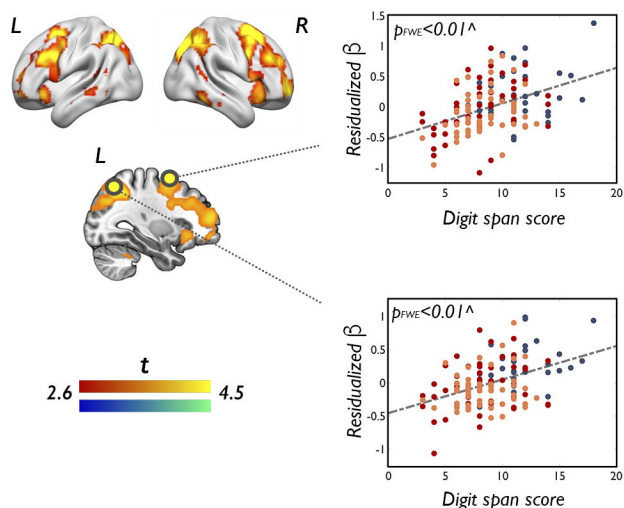 L
R
L
t
2.6
4.5
pFWE<0.01^
Residualized β
1.5
1
0.5
0
-0.5
-1
0
5
10
15
20
Digit span score
pFWE<0.01^
Residualized β
1
0.5
0
-0.5
-1
0
5
10
15
20
Digit span score